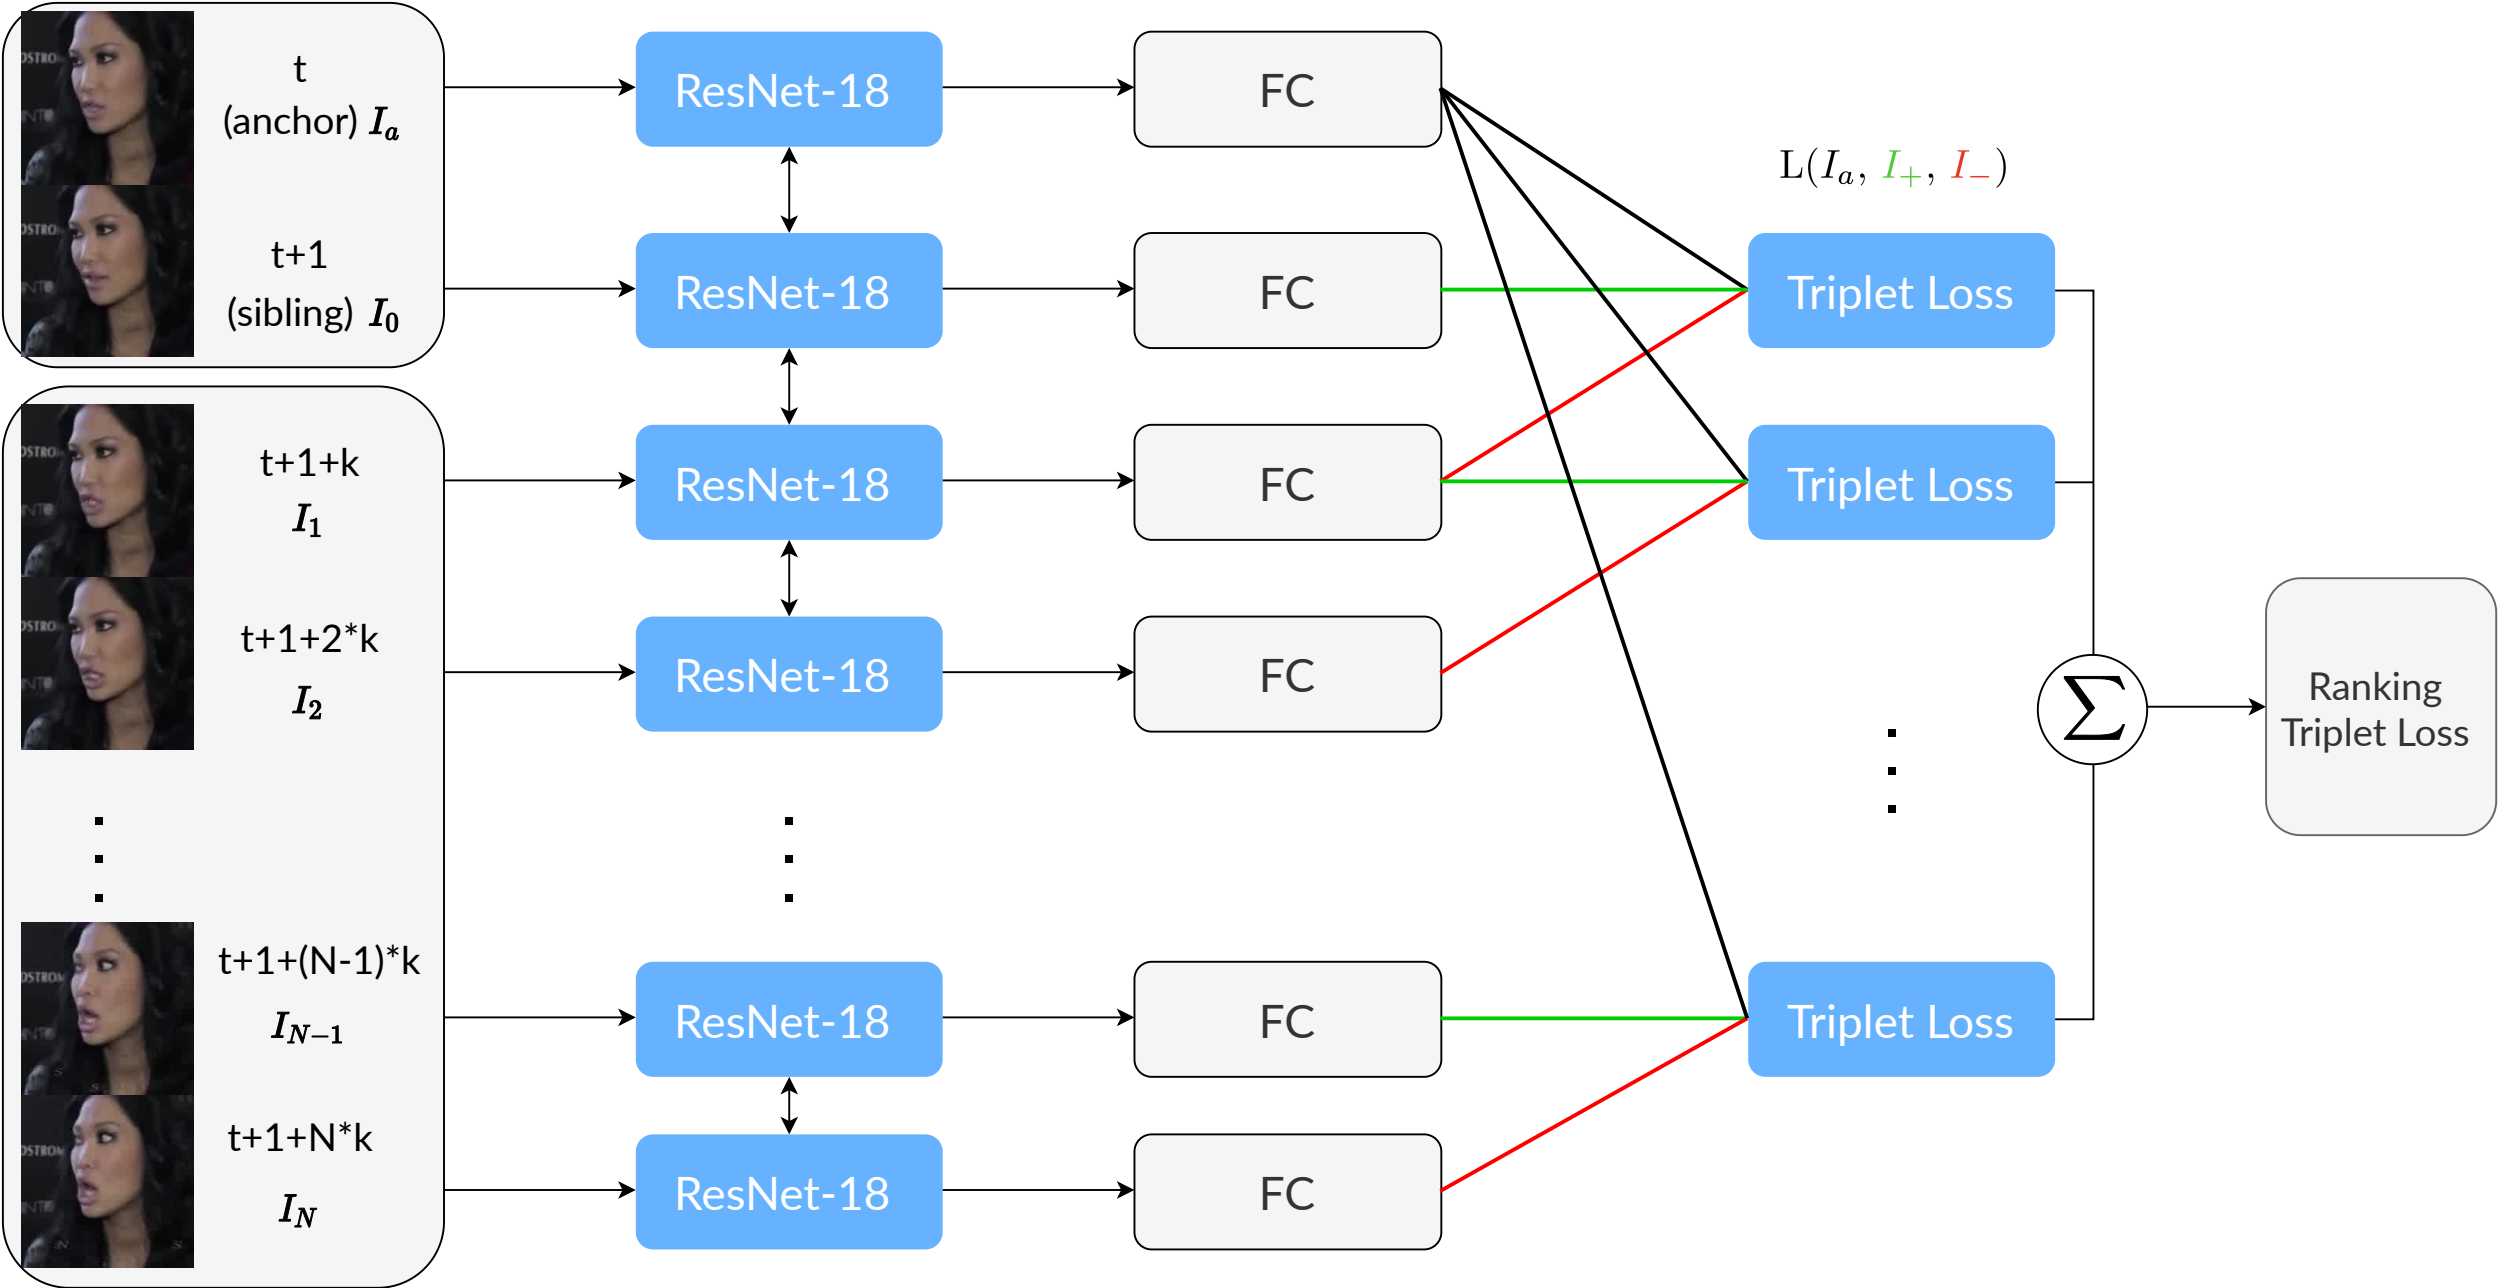 t
(anchor) I_a
t+1
(sibling) I_0
t+1+k
I_1
t+1+2*k
I_2
t+1+(N-1)*k
I_{N-1}
t+1+N*k
I_N
ResNet-18
ResNet-18
ResNet-18
ResNet-18
ResNet-18
ResNet-18
FC
FC
FC
FC
FC
FC
L(I_a, I_+, I_-)
Triplet Loss
Triplet Loss
Triplet Loss
∑
Ranking
Triplet Loss